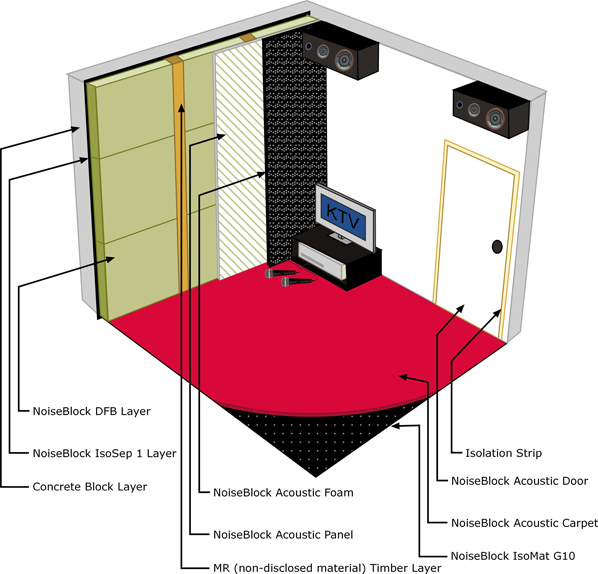 KTV
NoiseBlock DFB Layer
NoiseBlock IsoSep 1 Layer
Concrete Block Layer
NoiseBlock Acoustic Foam
NoiseBlock Acoustic Panel
MR (non-disclosed material) Timber Layer
Isolation Strip
NoiseBlock Acoustic Door
NoiseBlock Acoustic Carpet
NoiseBlock IsoMat G10